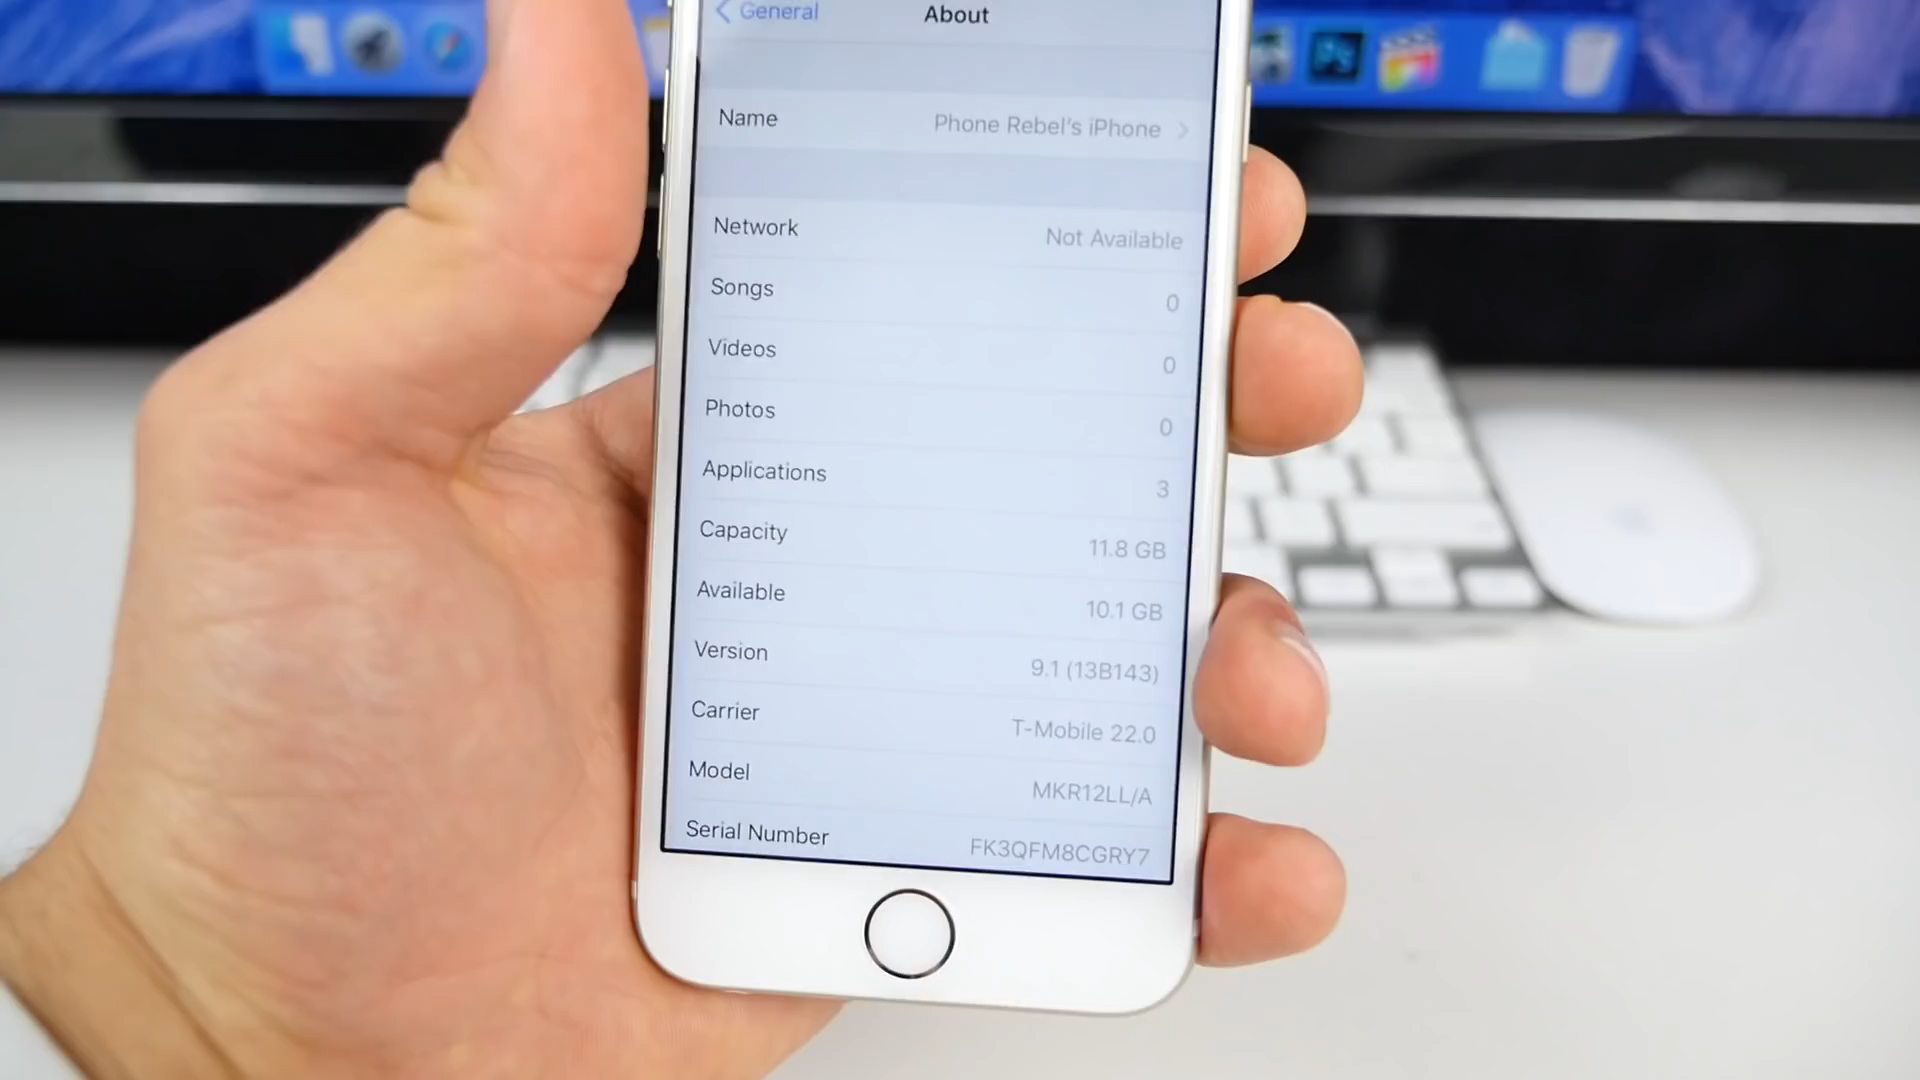 General
About
Name Phone Rebel's iPhone
Network Not Available
Songs 0
Videos 0
Photos 0
Applications 3
Capacity 11.8 GB
Available 10.1 GB
Version 9.1 (13B143)
Carrier T-Mobile 22.0
Model MKR12LL/A
Serial Number FK3QFM8CGRY7
Ps